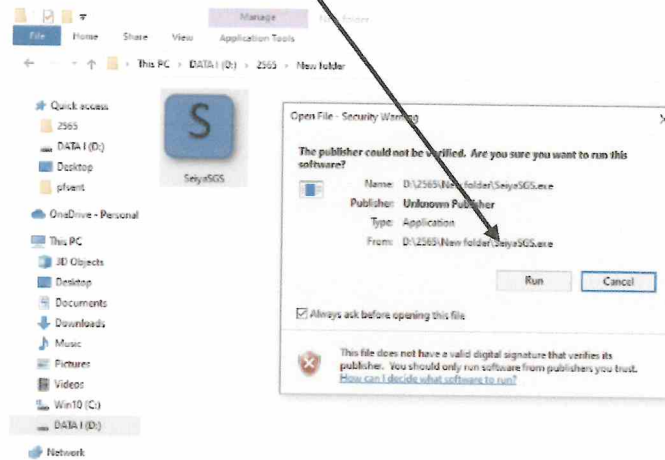 Manage
New folder
File Home Share View Application Tools
This PC › DATA I (D:) › 2565 › New folder
Quick access
2565
DATA I (D:)
Desktop
pfsent
OneDrive - Personal
This PC
3D Objects
Desktop
Documents
Downloads
Music
Pictures
Videos
Win10 (C:)
DATA I (D:)
Network
S
SeiyaSGS
Open File - Security Warning
The publisher could not be verified. Are you sure you want to run this
software?
Name: D:\2565\New folder\SeiyaSGS.exe
Publisher: Unknown Publisher
Type: Application
From: D:\2565\New folder\SeiyaSGS.exe
Run Cancel
Always ask before opening this file
This file does not have a valid digital signature that verifies its
publisher. You should only run software from publishers you trust.
How can I decide what software to run?